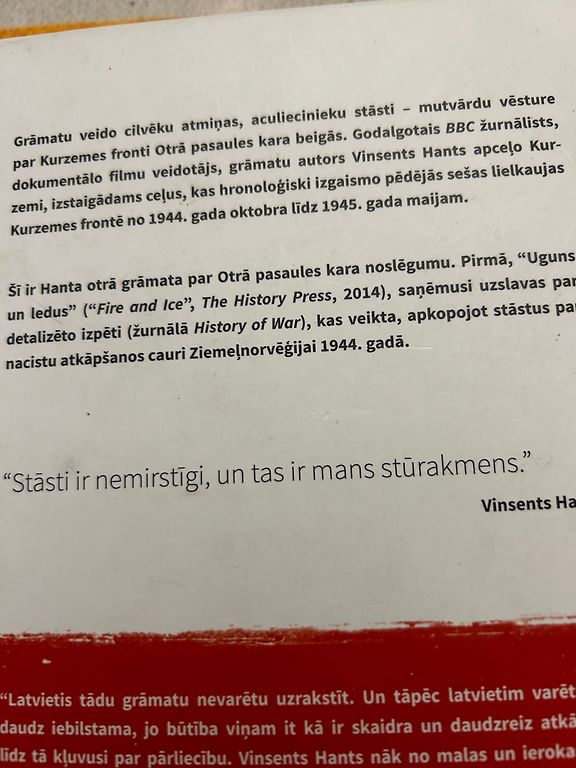 Grāmatu veido cilvēku atmiņas, aculiecinieku stāsti – mutvārdu vēsture
par Kurzemes fronti Otrā pasaules kara beigās. Godalgotais BBC žurnālists,
dokumentālo filmu veidotājs, grāmatu autors Vinsents Hants apceļo Kur-
zemi, izstaigādams ceļus, kas hronoloģiski izgaismo pēdējās sešas lielkaujas
Kurzemes frontē no 1944. gada oktobra līdz 1945. gada maijam.
Šī ir Hanta otrā grāmata par Otrā pasaules kara noslēgumu. Pirmā, “Uguns
un ledus” (“Fire and Ice”, The History Press, 2014), saņēmusi uzslavas par
detalizēto izpēti (žurnālā History of War), kas veikta, apkopojot stāstus pa
nacistu atkāpšanos cauri Ziemeļnorvēģijai 1944. gadā.
“Stāsti ir nemirstīgi, un tas ir mans stūrakmens.”
Vinsents Ha
“Latvietis tādu grāmatu nevarētu uzrakstīt. Un tāpēc latvietim varēt
daudz iebilstama, jo būtība viņam it kā ir skaidra un daudzreiz atkā
līdz tā kļuvusi par pārliecību. Vinsents Hants nāk no malas un ieroka